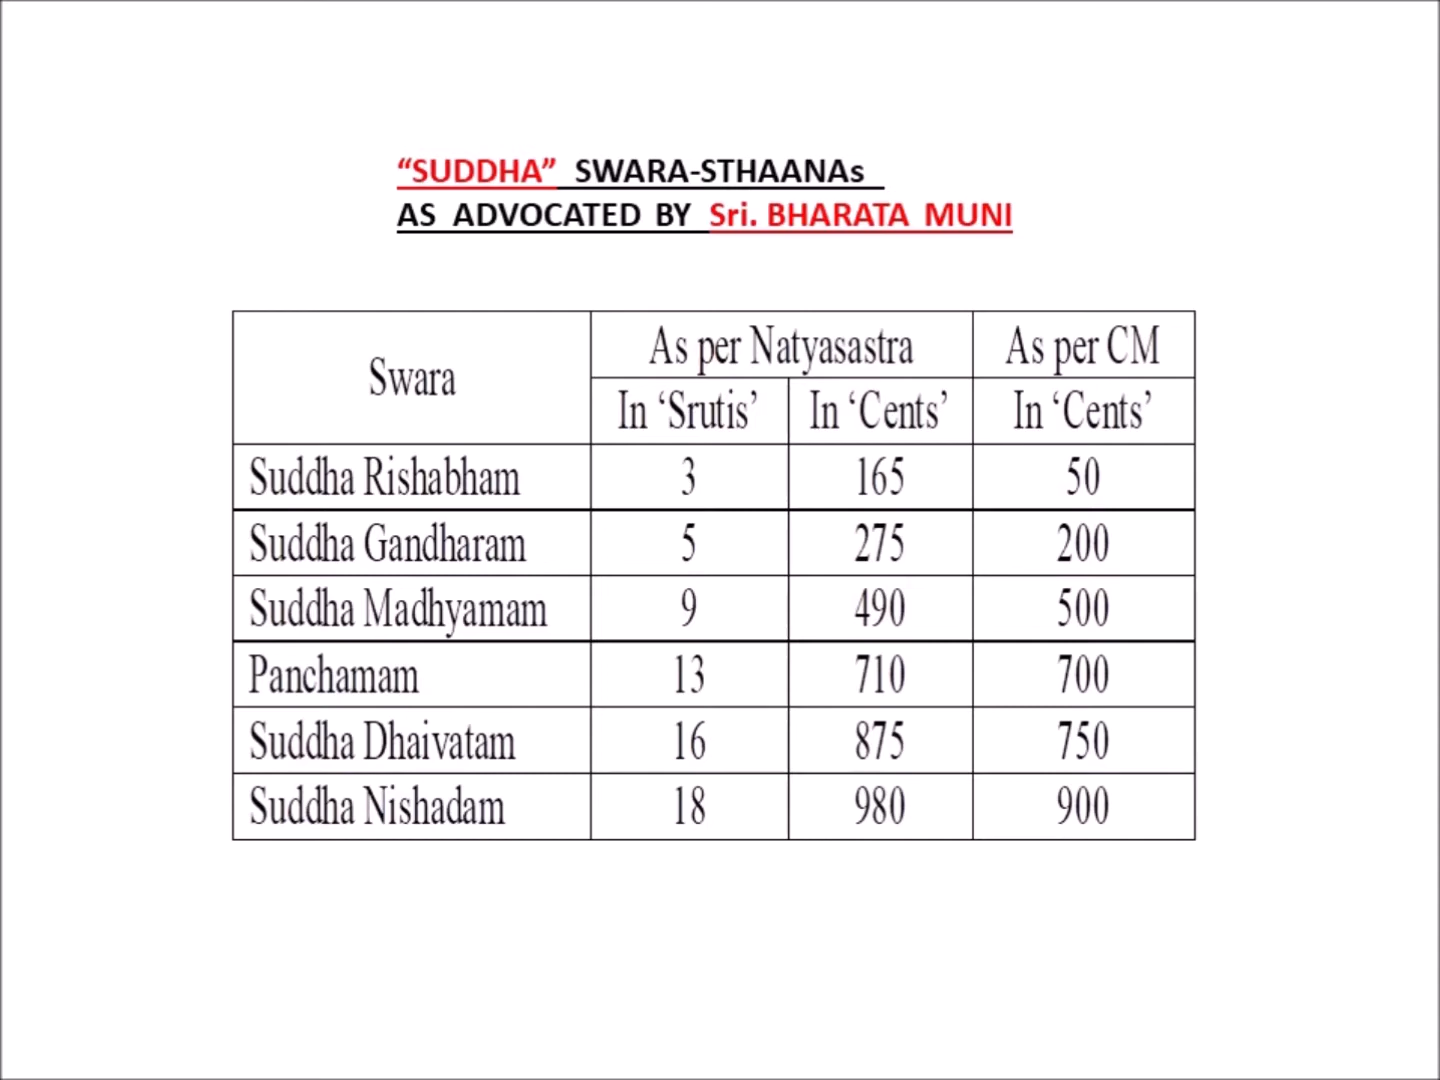 “SUDDHA” SWARA-STHAANAs
AS ADVOCATED BY Sri. BHARATA MUNI
Swara As per Natyasastra As per CM
In ‘Srutis’ In ‘Cents’ In ‘Cents’
Suddha Rishabham 3 165 50
Suddha Gandharam 5 275 200
Suddha Madhyamam 9 490 500
Panchamam 13 710 700
Suddha Dhaivatam 16 875 750
Suddha Nishadam 18 980 900